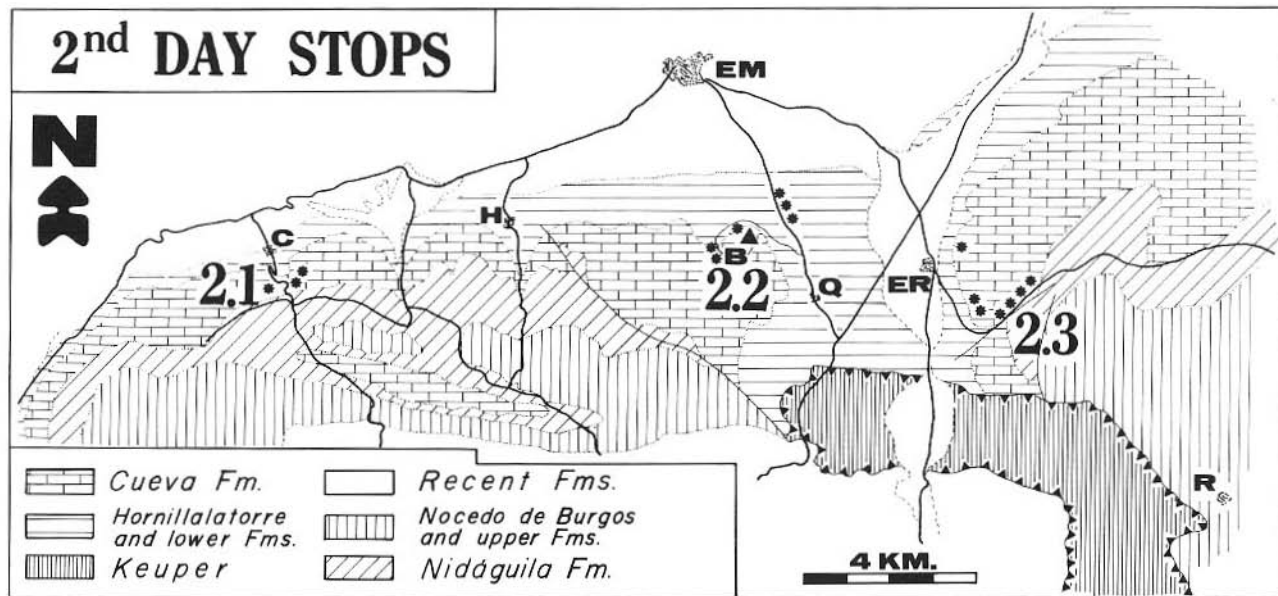 2nd DAY STOPS
N
EM
H
C
2.1
B
2.2
Q
ER
2.3
R
Cueva Fm.
Hornillalatorre
and lower Fms.
Keuper
Recent Fms.
Nocedo de Burgos
and upper Fms.
Nidáguila Fm.
4 KM.